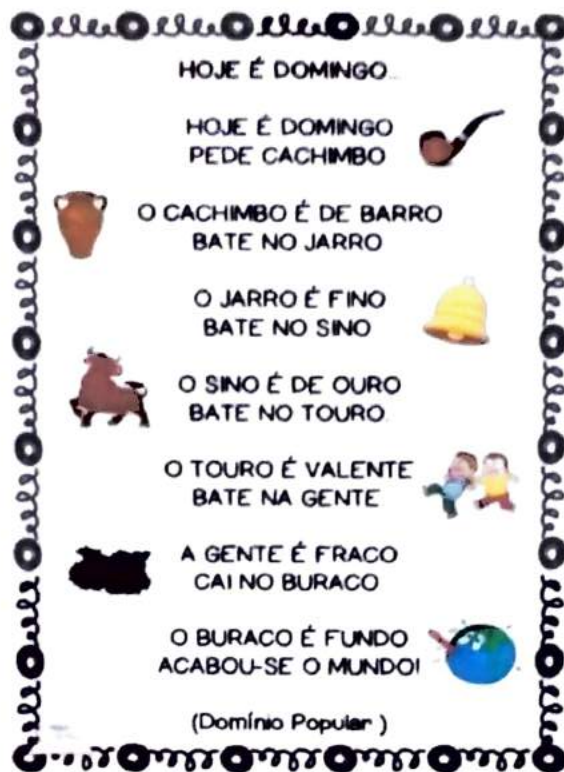 HOJE É DOMINGO...
HOJE É DOMINGO
PEDE CACHIMBO
O CACHIMBO É DE BARRO
BATE NO JARRO
O JARRO É FINO
BATE NO SINO
O SINO É DE OURO
BATE NO TOURO.
O TOURO É VALENTE
BATE NA GENTE
A GENTE É FRACO
CAI NO BURACO
O BURACO É FUNDO
ACABOU-SE O MUNDO!
(Domínio Popular )